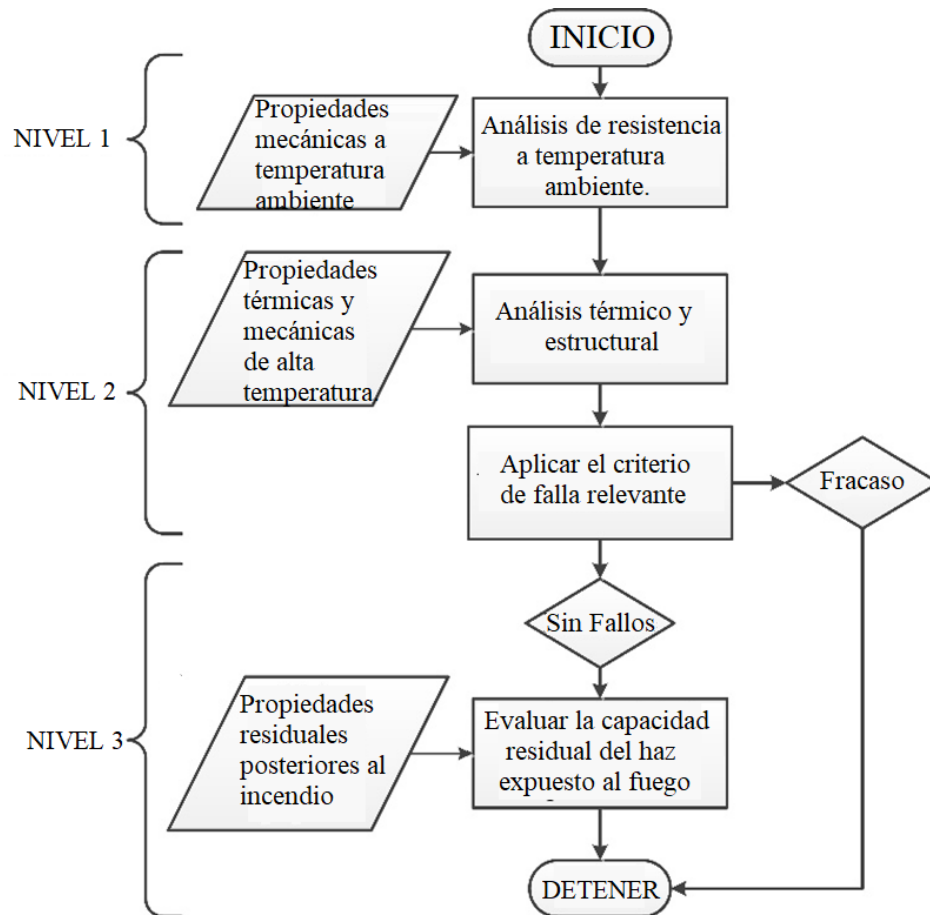 INICIO
NIVEL 1
Propiedades
mecánicas a
temperatura
ambiente
Análisis de resistencia
a temperatura
ambiente.
NIVEL 2
Propiedades
térmicas y
mecánicas
de alta
temperatura.
Análisis térmico y
estructural
Aplicar el criterio
de falla relevante
Fracaso
Sin Fallos
NIVEL 3
Propiedades
residuales
posteriores al
incendio
Evaluar la capacidad
residual del haz
expuesto al fuego
DETENER